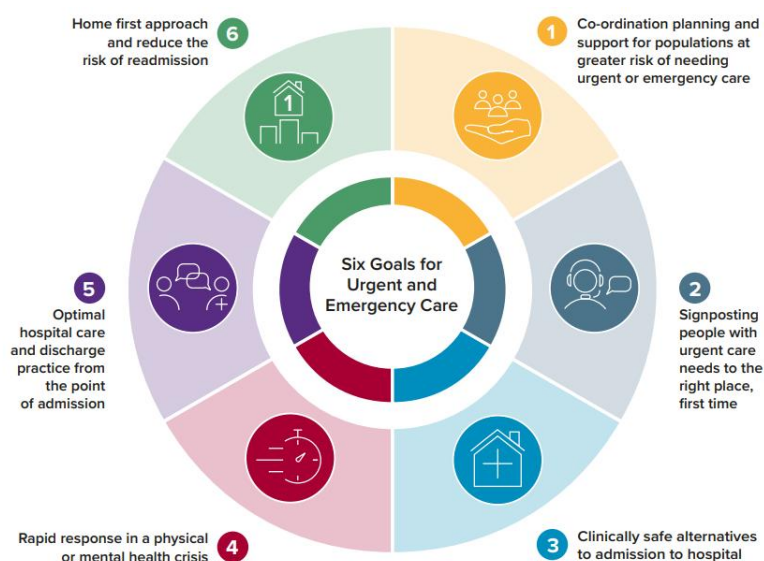 1
Co-ordination planning and
support for populations at
greater risk of needing
urgent or emergency care
2
Signposting
people with
urgent care
needs to the
right place,
first time
3
Clinically safe alternatives
to admission to hospital
4
Rapid response in a physical
or mental health crisis
5
Optimal
hospital care
and discharge
practice from
the point
of admission
6
Home first approach
and reduce the
risk of readmission
1
Six Goals for
Urgent and
Emergency Care